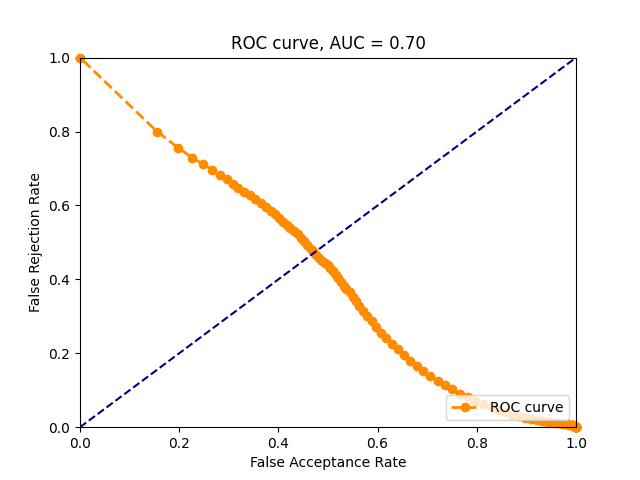 ROC curve, AUC = 0.70
1.0
0.8
0.6
0.4
0.2
0.0
False Rejection Rate
ROC curve
0.0 0.2 0.4 0.6 0.8 1.0
False Acceptance Rate